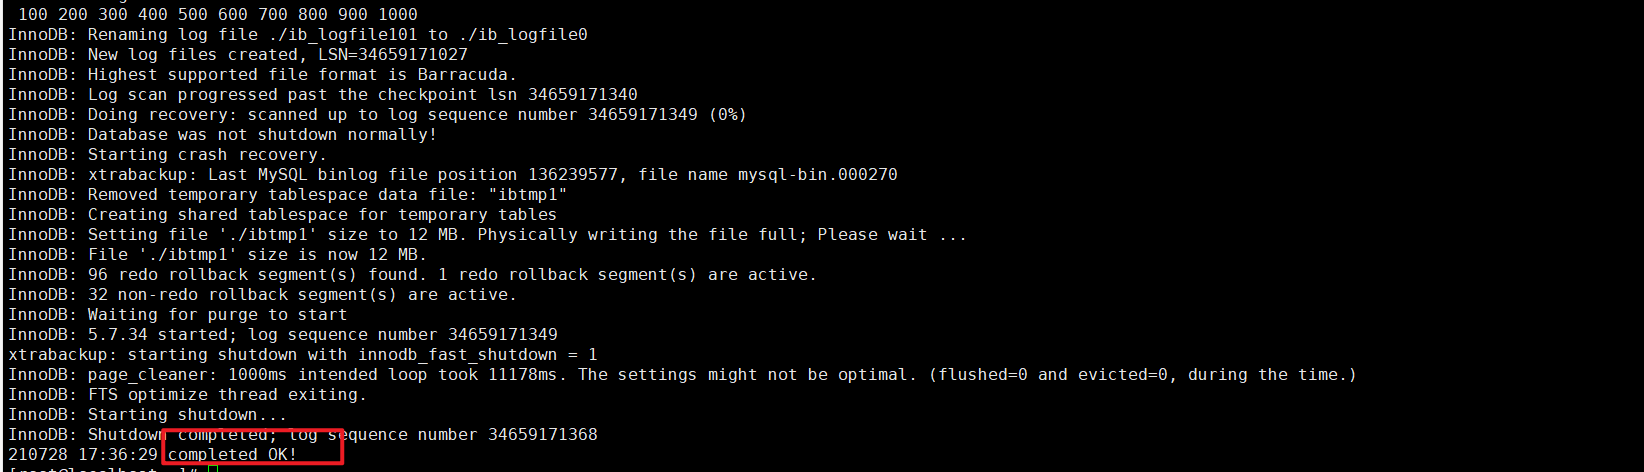 100 200 300 400 500 600 700 800 900 1000
InnoDB: Renaming log file ./ib_logfile101 to ./ib_logfile0
InnoDB: New log files created, LSN=34659171027
InnoDB: Highest supported file format is Barracuda.
InnoDB: Log scan progressed past the checkpoint lsn 34659171340
InnoDB: Doing recovery: scanned up to log sequence number 34659171349 (0%)
InnoDB: Database was not shutdown normally!
InnoDB: Starting crash recovery.
InnoDB: xtrabackup: Last MySQL binlog file position 136239577, file name mysql-bin.000270
InnoDB: Removed temporary tablespace data file: "ibtmp1"
InnoDB: Creating shared tablespace for temporary tables
InnoDB: Setting file './ibtmp1' size to 12 MB. Physically writing the file full; Please wait ...
InnoDB: File './ibtmp1' size is now 12 MB.
InnoDB: 96 redo rollback segment(s) found. 1 redo rollback segment(s) are active.
InnoDB: 32 non-redo rollback segment(s) are active.
InnoDB: Waiting for purge to start
InnoDB: 5.7.34 started; log sequence number 34659171349
xtrabackup: starting shutdown with innodb_fast_shutdown = 1
InnoDB: page_cleaner: 1000ms intended loop took 11178ms. The settings might not be optimal. (flushed=0 and evicted=0, during the time.)
InnoDB: FTS optimize thread exiting.
InnoDB: Starting shutdown...
InnoDB: Shutdown completed; log sequence number 34659171368
210728 17:36:29 completed OK!